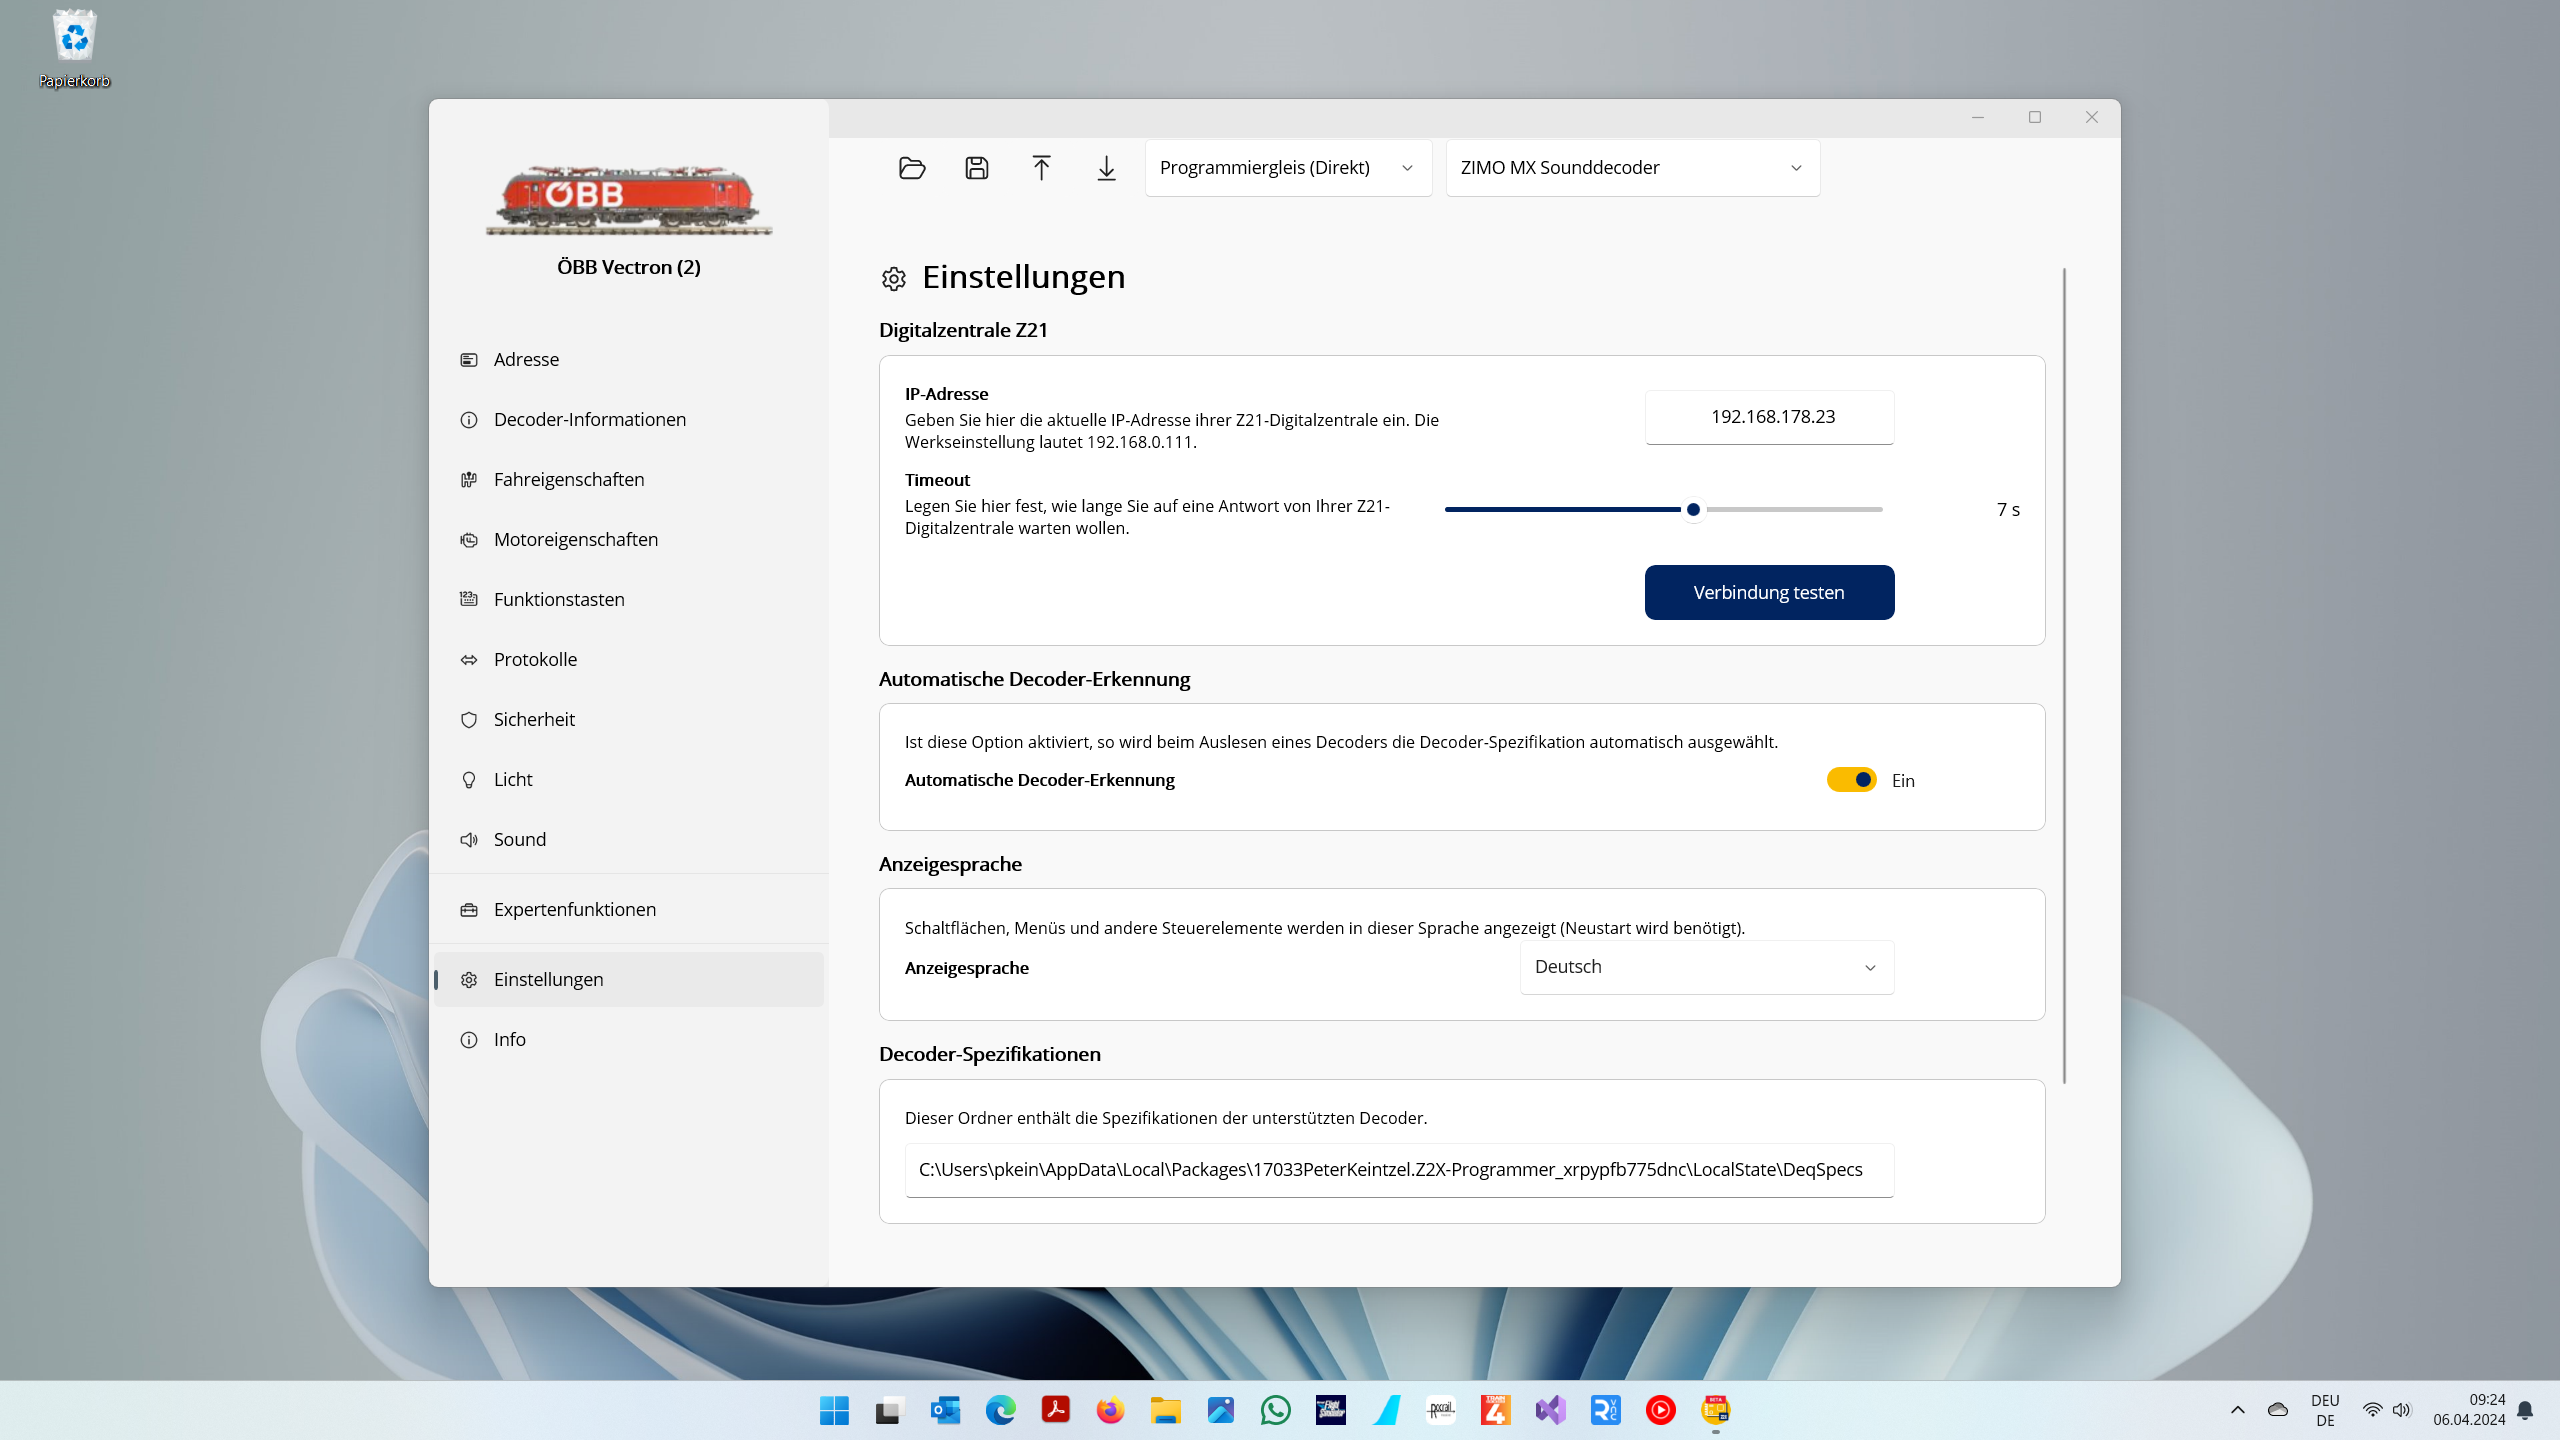 Papierkorb
ÖBB
ÖBB Vectron (2)
Adresse
Decoder-Informationen
Fahreigenschaften
Motoreigenschaften
Funktionstasten
Protokolle
Sicherheit
Licht
Sound
Expertenfunktionen
Einstellungen
Info
Programmiergleis (Direkt)
ZIMO MX Sounddecoder
Einstellungen
Digitalzentrale Z21
IP-Adresse
Geben Sie hier die aktuelle IP-Adresse ihrer Z21-Digitalzentrale ein. Die
Werkseinstellung lautet 192.168.0.111.
192.168.178.23
Timeout
Legen Sie hier fest, wie lange Sie auf eine Antwort von Ihrer Z21-
Digitalzentrale warten wollen.
7 s
Verbindung testen
Automatische Decoder-Erkennung
Ist diese Option aktiviert, so wird beim Auslesen eines Decoders die Decoder-Spezifikation automatisch ausgewählt.
Automatische Decoder-Erkennung
Ein
Anzeigesprache
Schaltflächen, Menüs und andere Steuerelemente werden in dieser Sprache angezeigt (Neustart wird benötigt).
Anzeigesprache
Deutsch
Decoder-Spezifikationen
Dieser Ordner enthält die Spezifikationen der unterstützten Decoder.
C:\Users\pkein\AppData\Local\Packages\17033PeterKeintzel.Z2X-Programmer_xrpypfb775dnc\LocalState\DeqSpecs
DEU
DE
09:24
06.04.2024